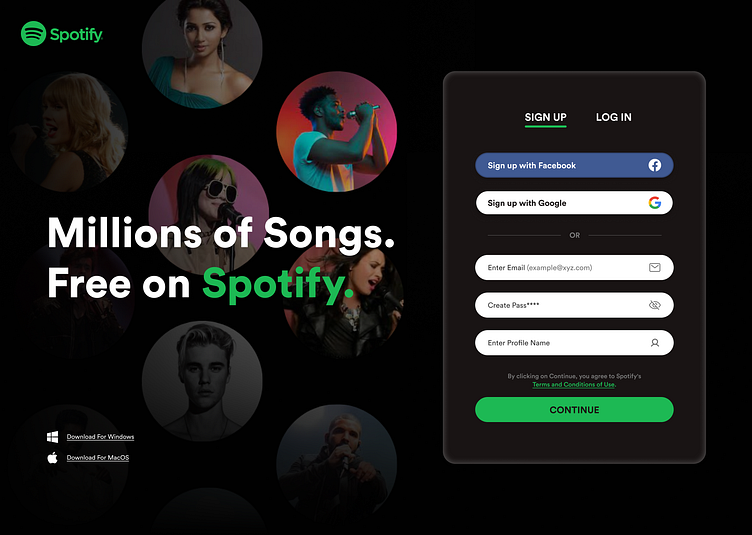 Spotify
Millions of Songs.
Free on Spotify.
Download For Windows
Download For MacOS
SIGN UP
LOG IN
Sign up with Facebook
Sign up with Google
OR
Enter Email (example@xyz.com)
Create Pass****
Enter Profile Name
By clicking on Continue, you agree to Spotify's
Terms and Conditions of Use.
CONTINUE